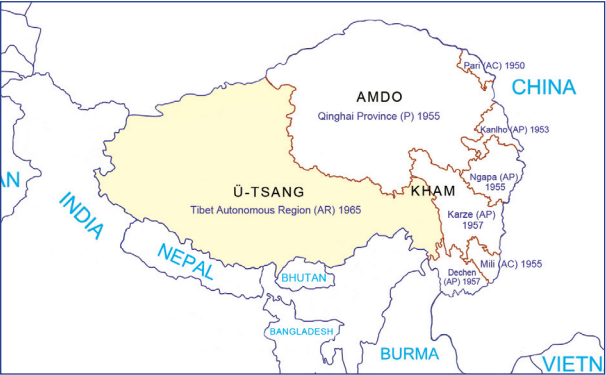 Pari (AC) 1950
CHINA
AMDO
Qinghai Province (P) 1955
Kanlho (AP) 1953
AN
Ngapa (AP)
1955
Ü-TSANG
KHAM
Tibet Autonomous Region (AR) 1965
Karze (AP)
1957
INDIA
NEPAL
Mili (AC) 1955
BHUTAN
Dechen
(AP) 1957
BANGLADESH
BURMA
VIETN